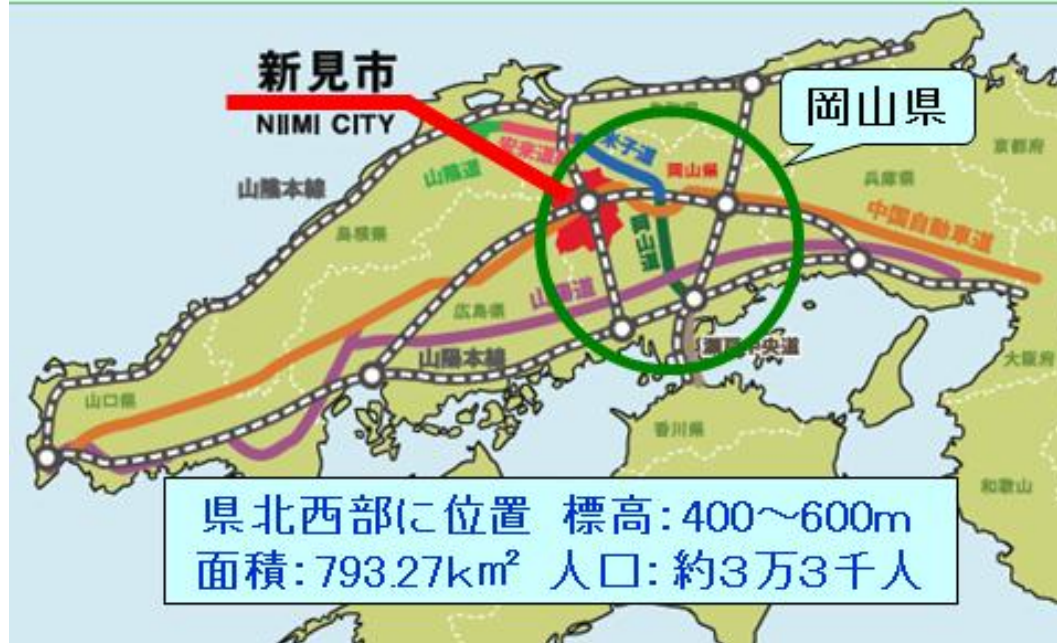 新見市
NIIMI CITY
岡山県
京都府
米子道
岡山県
兵庫県
山陰道
山陰本線
中国自動車道
島根県
山陽道
広島県
山陽本線
瀬戸中央道
大阪府
山口県
香川県
和歌山
県北西部に位置 標高:400~600m
面積:793.27km² 人口:約3万3千人